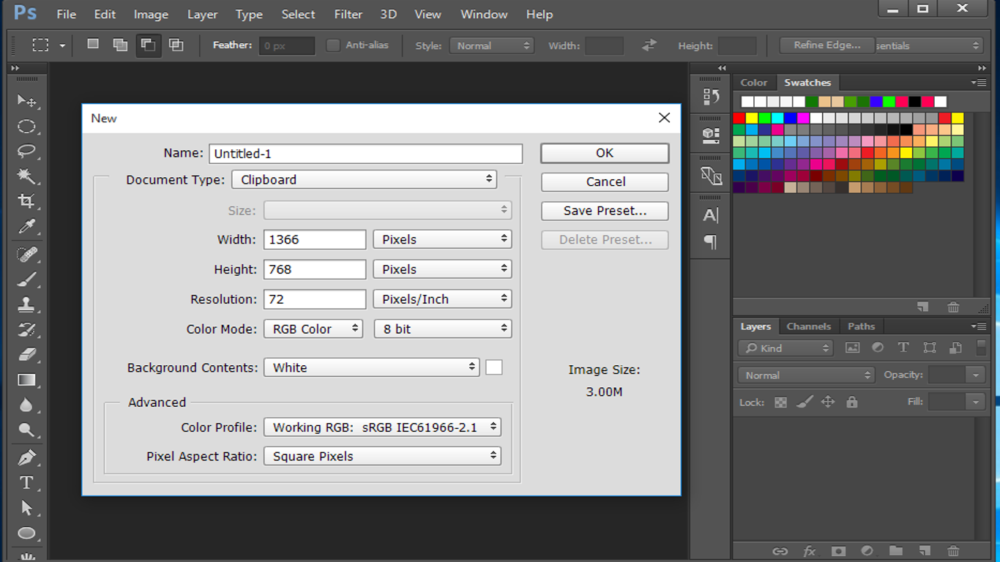 Ps File Edit Image Layer Type Select Filter 3D View Window Help
Feather: 0 px Anti-alias Style: Normal Width: Height: Refine Edge... sentials
New
Name: Untitled-1 OK
Document Type: Clipboard Cancel
Size: Save Preset...
Width: 1366 Pixels Delete Preset...
Height: 768 Pixels
Resolution: 72 Pixels/Inch
Color Mode: RGB Color 8 bit
Background Contents: White
Image Size:
3.00M
Advanced
Color Profile: Working RGB: sRGB IEC61966-2.1
Pixel Aspect Ratio: Square Pixels
Color Swatches
Layers Channels Paths
Kind
Normal Opacity:
Lock: Fill:
fx